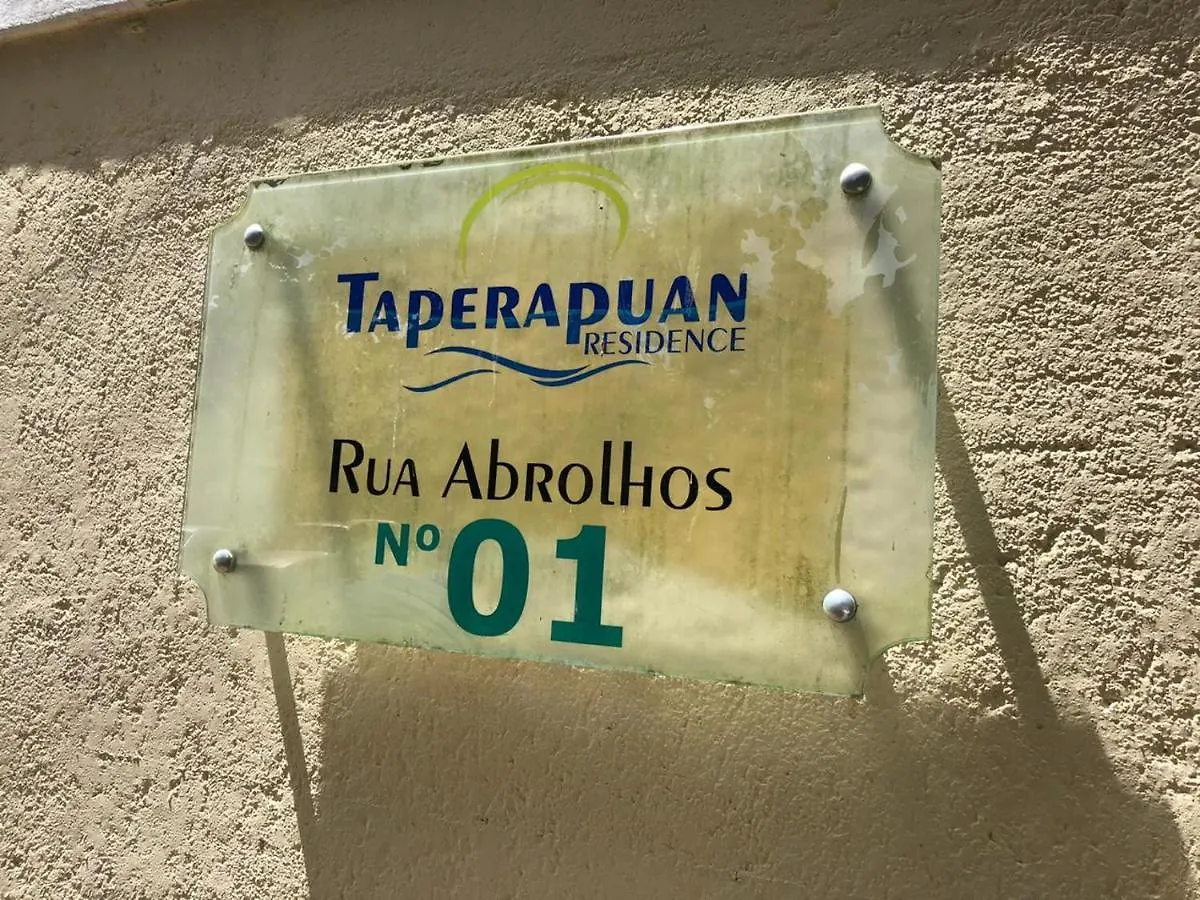 TAPERAPUAN
RESIDENCE
RUA ABROLHOS
Nº 01